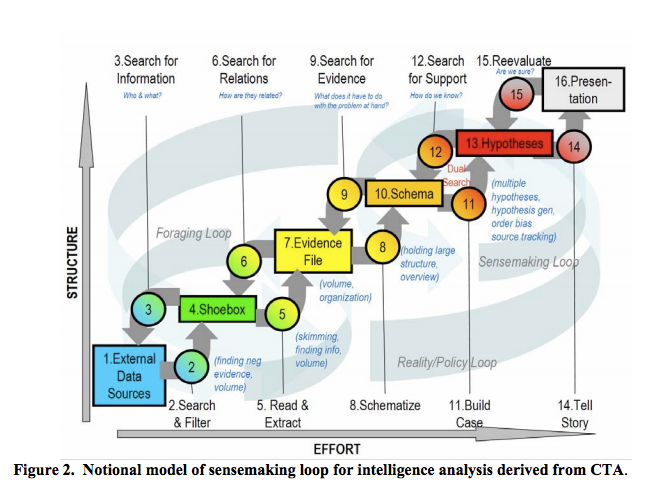 3.Search for
Information
Who & what?
6.Search for
Relations
How are they related?
9.Search for
Evidence
What does it have to do
with the problem at hand?
12.Search
for Support
How do we know?
15.Reevaluate
Are we sure?
16.Presen-
tation
15
13.Hypotheses
14
12
Dual
Search
9
10.Schema
11
(multiple
hypotheses,
hypothesis gen,
order bias
source tracking)
Foraging Loop
7.Evidence
File
8
(holding large
structure,
overview)
Sensemaking Loop
6
(volume,
organization)
3
4.Shoebox
5
(skimming,
finding info,
volume)
Reality/Policy Loop
1.External
Data
Sources
2
(finding neg
evidence,
volume)
2.Search
& Filter
5. Read &
Extract
8.Schematize
11.Build
Case
14.Tell
Story
STRUCTURE
EFFORT
Figure 2. Notional model of sensemaking loop for intelligence analysis derived from CTA.